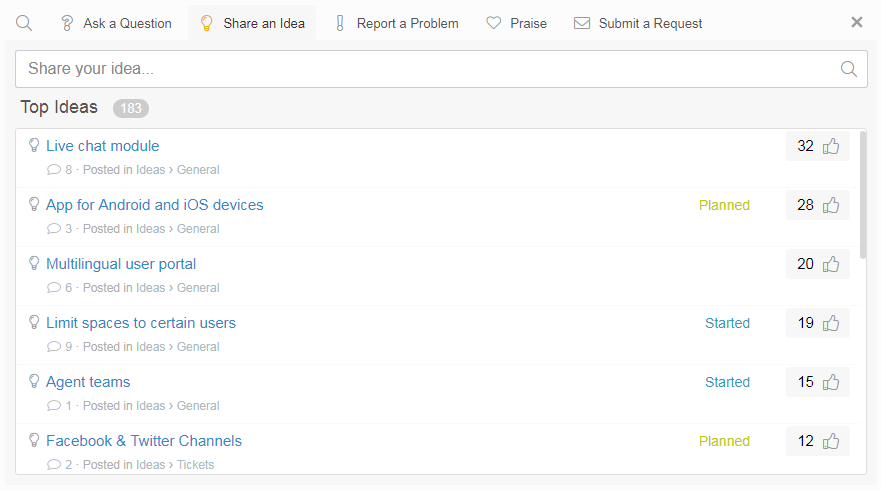 Ask a Question Share an Idea Report a Problem Praise Submit a Request
Share your idea...
Top Ideas 183
Live chat module 32
8 · Posted in Ideas › General
App for Android and iOS devices Planned 28
3 · Posted in Ideas › General
Multilingual user portal 20
6 · Posted in Ideas › General
Limit spaces to certain users Started 19
9 · Posted in Ideas › General
Agent teams Started 15
1 · Posted in Ideas › General
Facebook & Twitter Channels Planned 12
2 · Posted in Ideas › Tickets